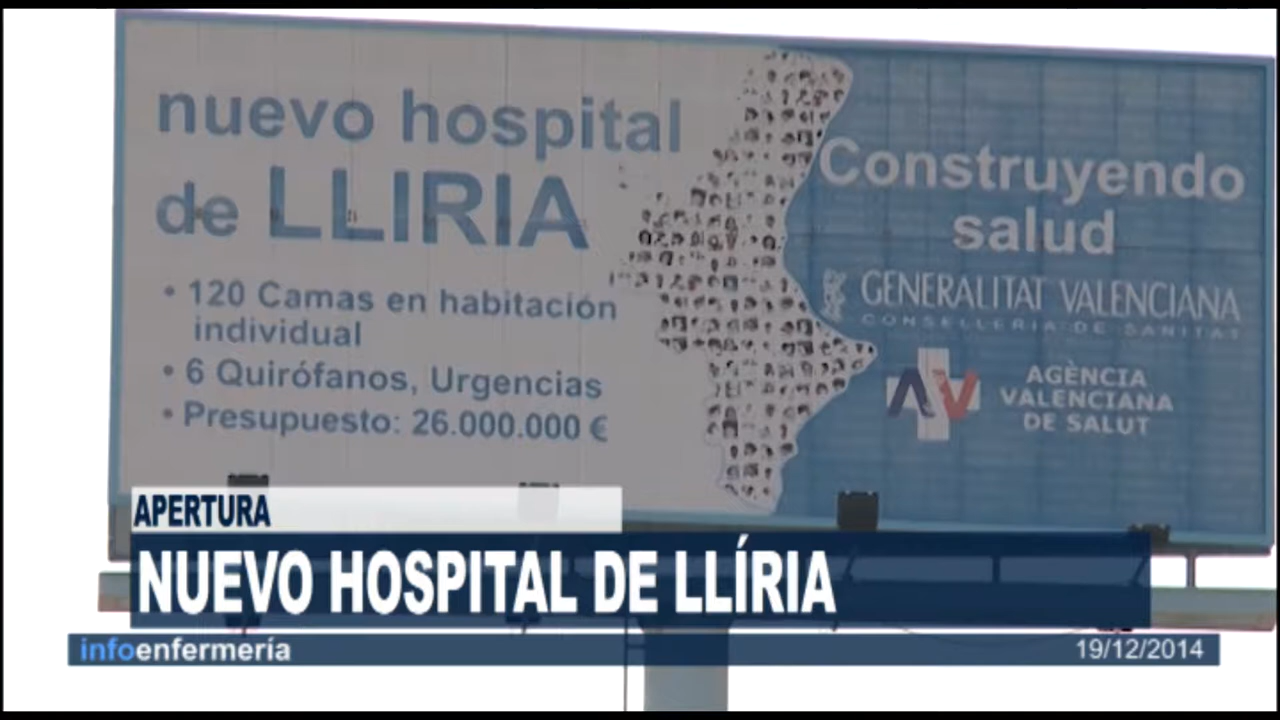 nuevo hospital
de LLIRIA
• 120 Camas en habitación
individual
• 6 Quirófanos, Urgencias
• Presupuesto: 26.000.000 €
Construyendo
salud
GENERALITAT VALENCIANA
CONSELLERIA DE SANITAT
AV
AGÈNCIA
VALENCIANA
DE SALUT
APERTURA
NUEVO HOSPITAL DE LLÍRIA
infoenfermería
19/12/2014